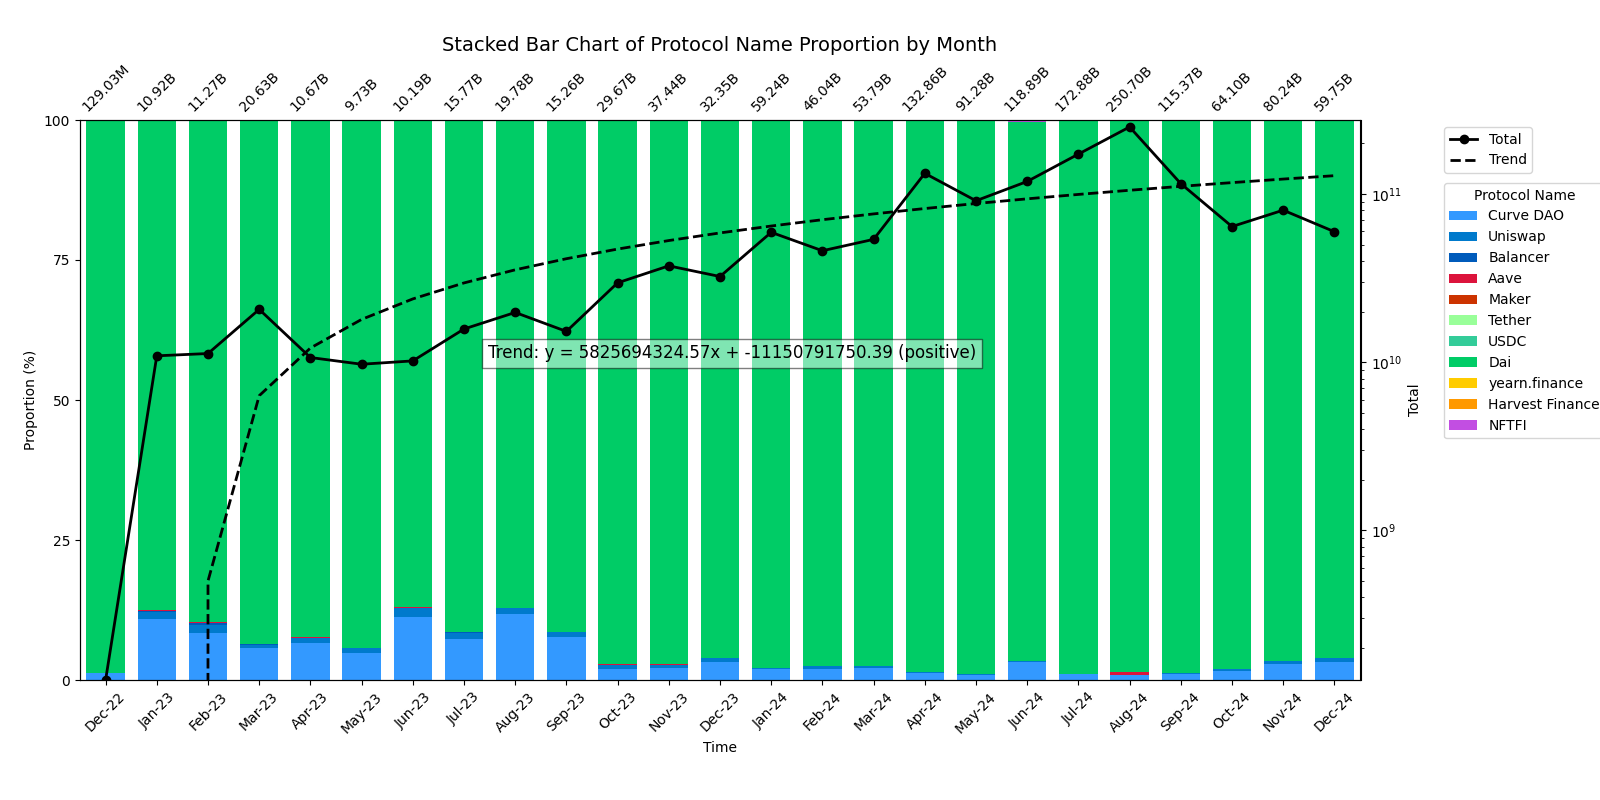 Stacked Bar Chart of Protocol Name Proportion by Month
129.03M 10.92B 11.27B 20.63B 10.67B 9.73B 10.19B 15.77B 19.78B 15.26B 29.67B 37.44B 32.35B 59.24B 46.04B 53.79B 132.86B 91.28B 118.89B 172.88B 250.70B 115.37B 64.10B 80.24B 59.75B
100
75
50
25
0
Proportion (%)
Trend: y = 5825694324.57x + -11150791750.39 (positive)
10¹¹
10¹⁰
10⁹
Total
Dec-22 Jan-23 Feb-23 Mar-23 Apr-23 May-23 Jun-23 Jul-23 Aug-23 Sep-23 Oct-23 Nov-23 Dec-23 Jan-24 Feb-24 Mar-24 Apr-24 May-24 Jun-24 Jul-24 Aug-24 Sep-24 Oct-24 Nov-24 Dec-24
Time
Total
Trend
Protocol Name
Curve DAO
Uniswap
Balancer
Aave
Maker
Tether
USDC
Dai
yearn.finance
Harvest Finance
NFTFI